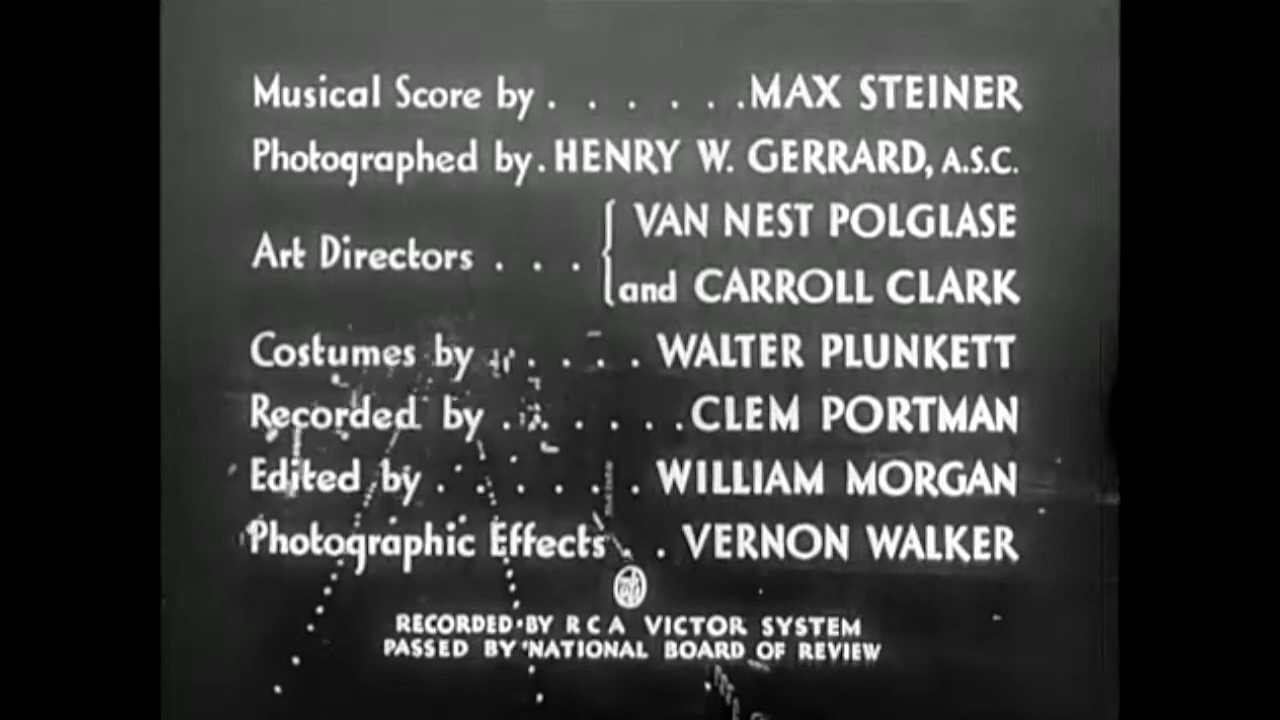 Musical Score by . . . . . . . MAX STEINER
Photographed by . HENRY W. GERRARD, A.S.C.
VAN NEST POLGLASE
Art Directors . . .
and CARROLL CLARK
Costumes by . . . . . WALTER PLUNKETT
Recorded by . . . . . . CLEM PORTMAN
Edited by . . . . . . WILLIAM MORGAN
Photographic Effects . . VERNON WALKER
RECORDED BY RCA VICTOR SYSTEM
PASSED BY NATIONAL BOARD OF REVIEW